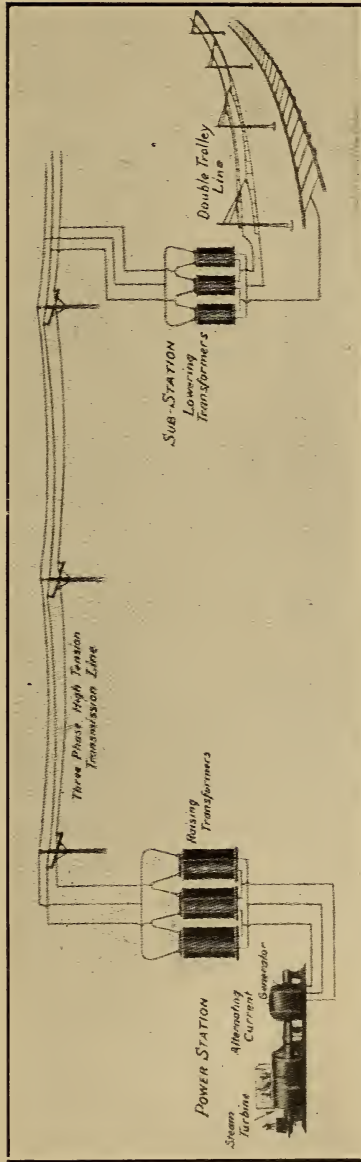 POWER STATION
Steam
Turbine
Alternating
Current
Generator
Raising
Transformers
Three Phase High Tension
Transmission Line
SUB-STATION
Lowering
Transformers
Double Trolley
Line